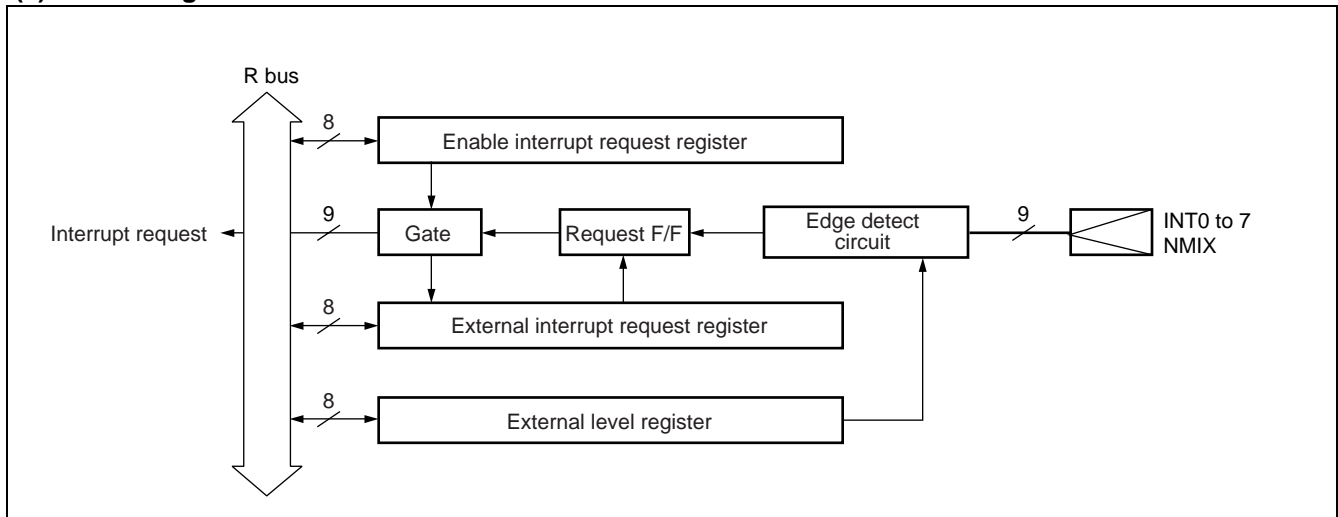 R bus
8
Enable interrupt request register
Interrupt request
9
Gate
Request F/F
Edge detect
circuit
9
INT0 to 7
NMIX
8
External interrupt request register
8
External level register